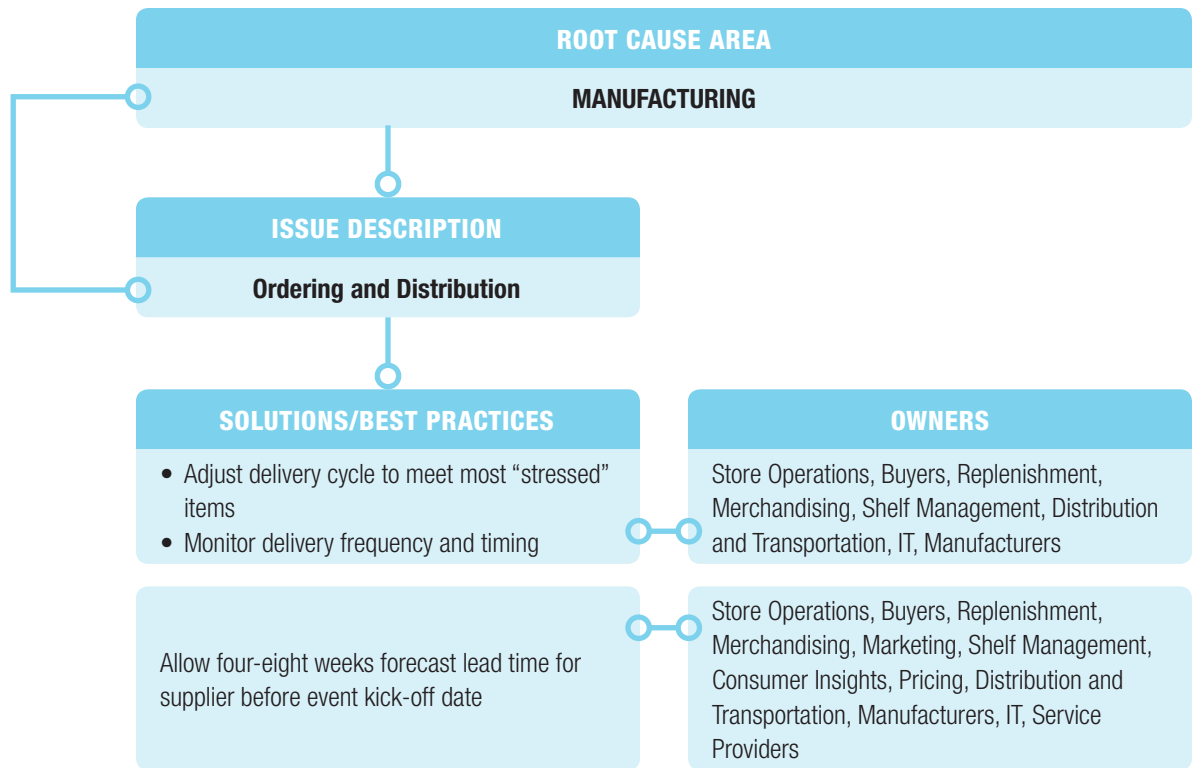 ROOT CAUSE AREA
MANUFACTURING
ISSUE DESCRIPTION
Ordering and Distribution
SOLUTIONS/BEST PRACTICES
• Adjust delivery cycle to meet most “stressed”
items
• Monitor delivery frequency and timing
OWNERS
Store Operations, Buyers, Replenishment,
Merchandising, Shelf Management, Distribution
and Transportation, IT, Manufacturers
Allow four-eight weeks forecast lead time for
supplier before event kick-off date
Store Operations, Buyers, Replenishment,
Merchandising, Marketing, Shelf Management,
Consumer Insights, Pricing, Distribution and
Transportation, Manufacturers, IT, Service
Providers